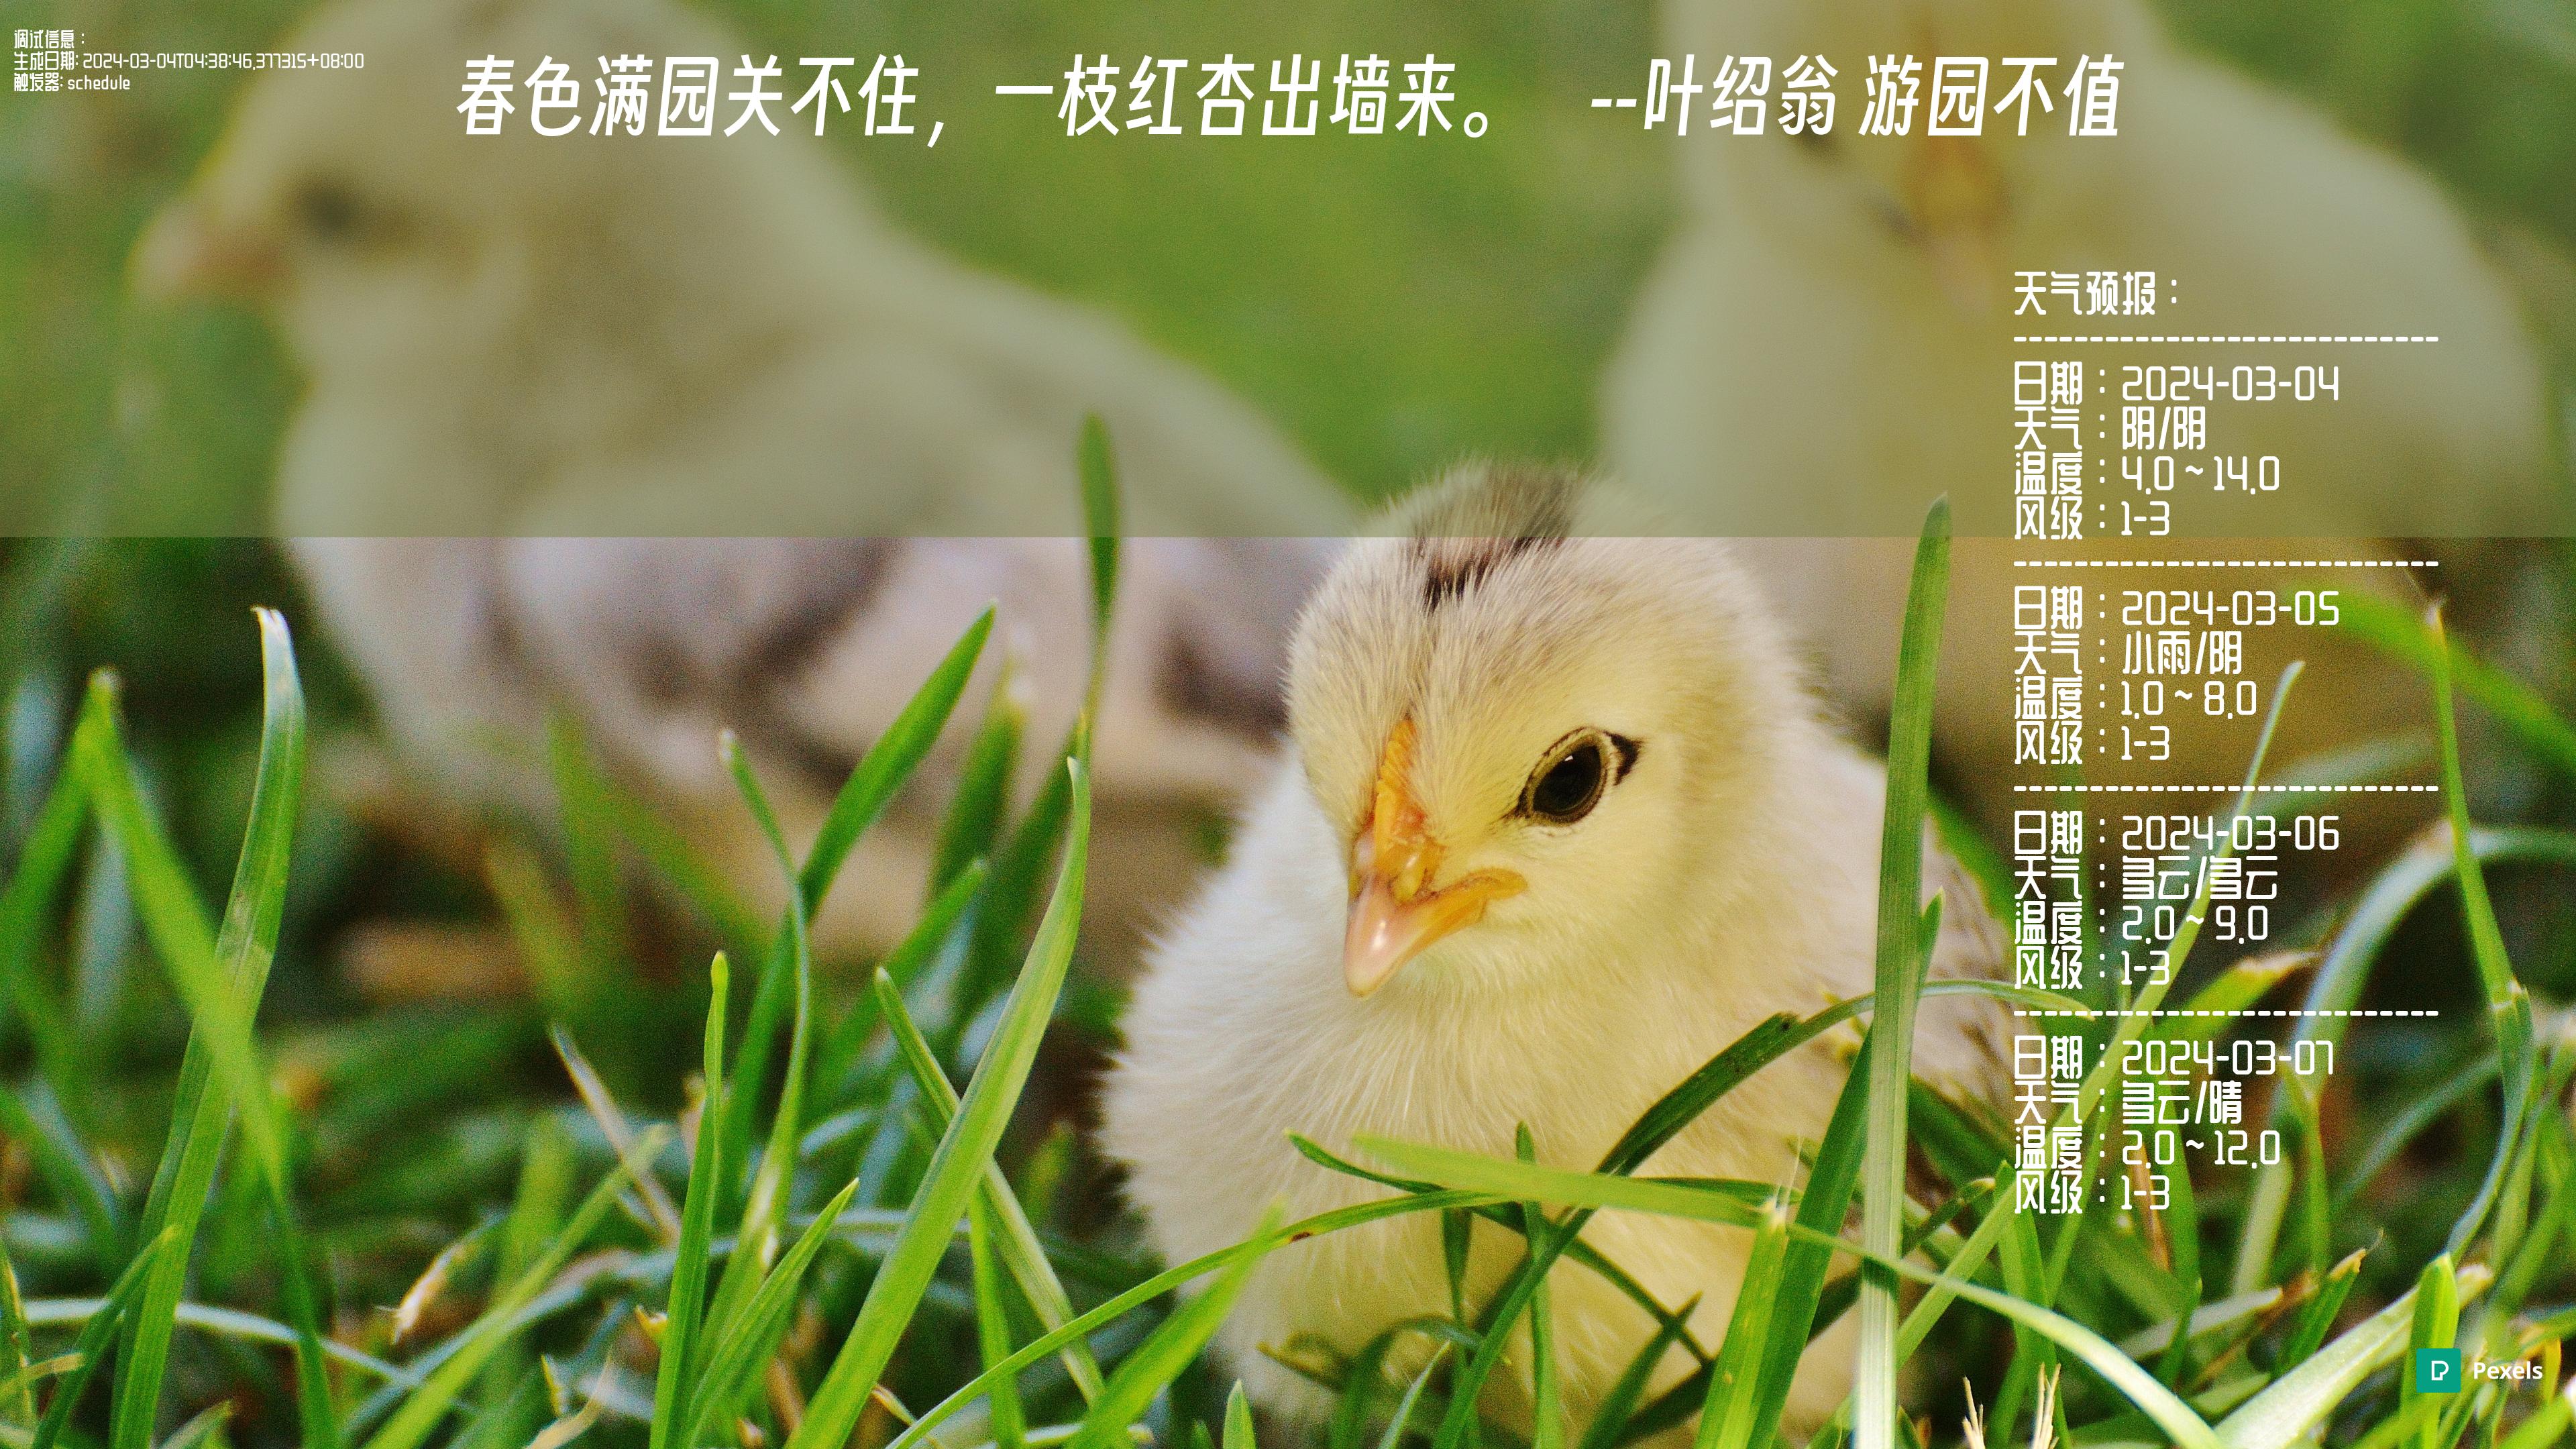 调试信息：
生成日期: 2024-03-04T04:38:46.377315+08:00
触发器: schedule
春色满园关不住，一枝红杏出墙来。 --叶绍翁 游园不值
天气预报：
----------------------------
日期：2024-03-04
天气：阴/阴
温度：4.0 ~ 14.0
风级：1-3
----------------------------
日期：2024-03-05
天气：小雨/阴
温度：1.0 ~ 8.0
风级：1-3
----------------------------
日期：2024-03-06
天气：多云/多云
温度：2.0 ~ 9.0
风级：1-3
----------------------------
日期：2024-03-07
天气：多云/晴
温度：2.0 ~ 12.0
风级：1-3
Pexels